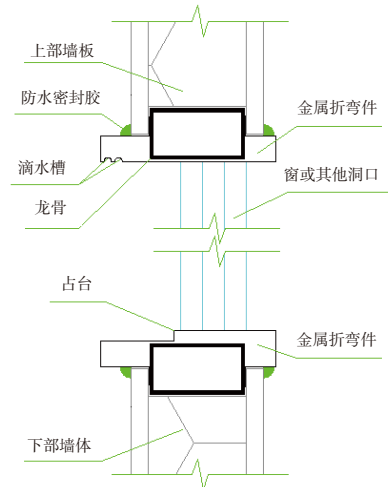 上部墙板
防水密封胶
金属折弯件
滴水槽
窗或其他洞口
龙骨
占台
金属折弯件
下部墙体